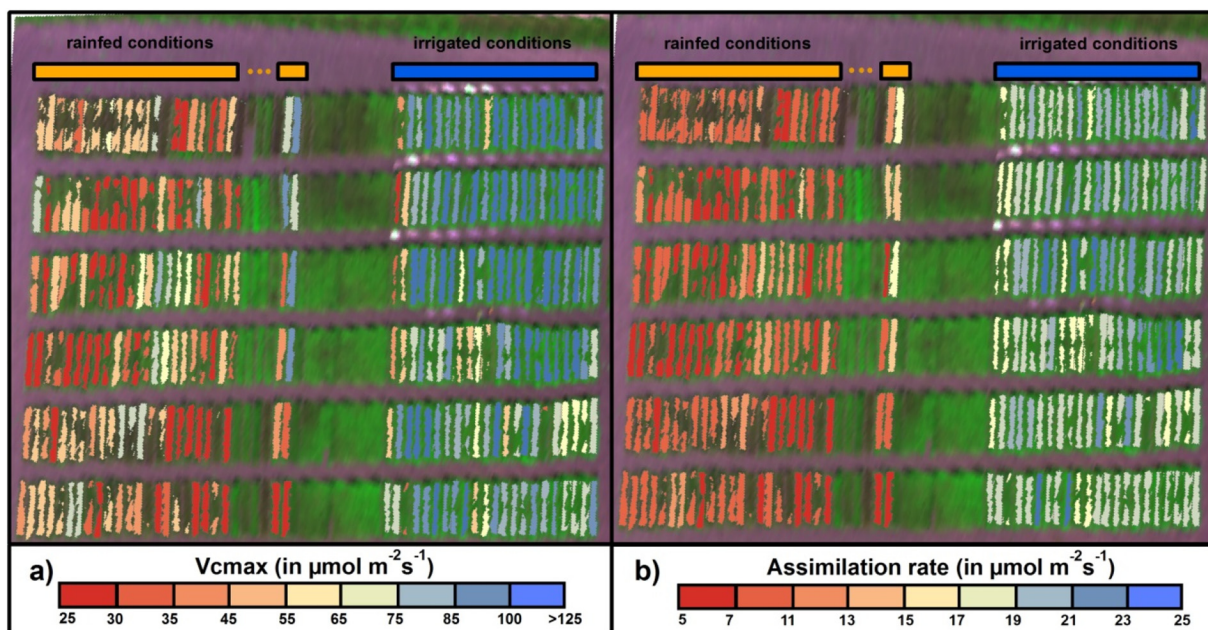 rainfed conditions
irrigated conditions
rainfed conditions
irrigated conditions
a)
Vcmax (in µmol m⁻²s⁻¹)
25 30 35 45 55 65 75 85 100 >125
b)
Assimilation rate (in µmol m⁻²s⁻¹)
5 7 11 13 15 17 19 21 23 25